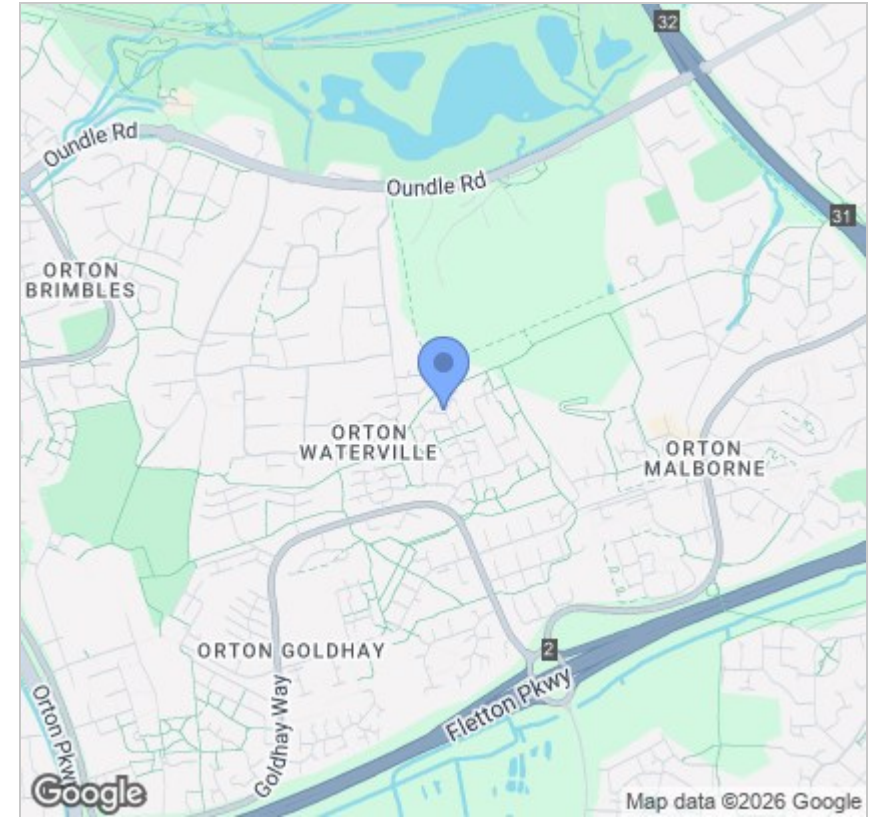 32
Oundle Rd
Oundle Rd
31
ORTON
BRIMBLES
ORTON
WATERVILLE
ORTON
MALBORNE
ORTON GOLDHAY
2
Fletton Pkwy
Goldhay Way
Orton Pkwy
Google
Map data ©2026 Google